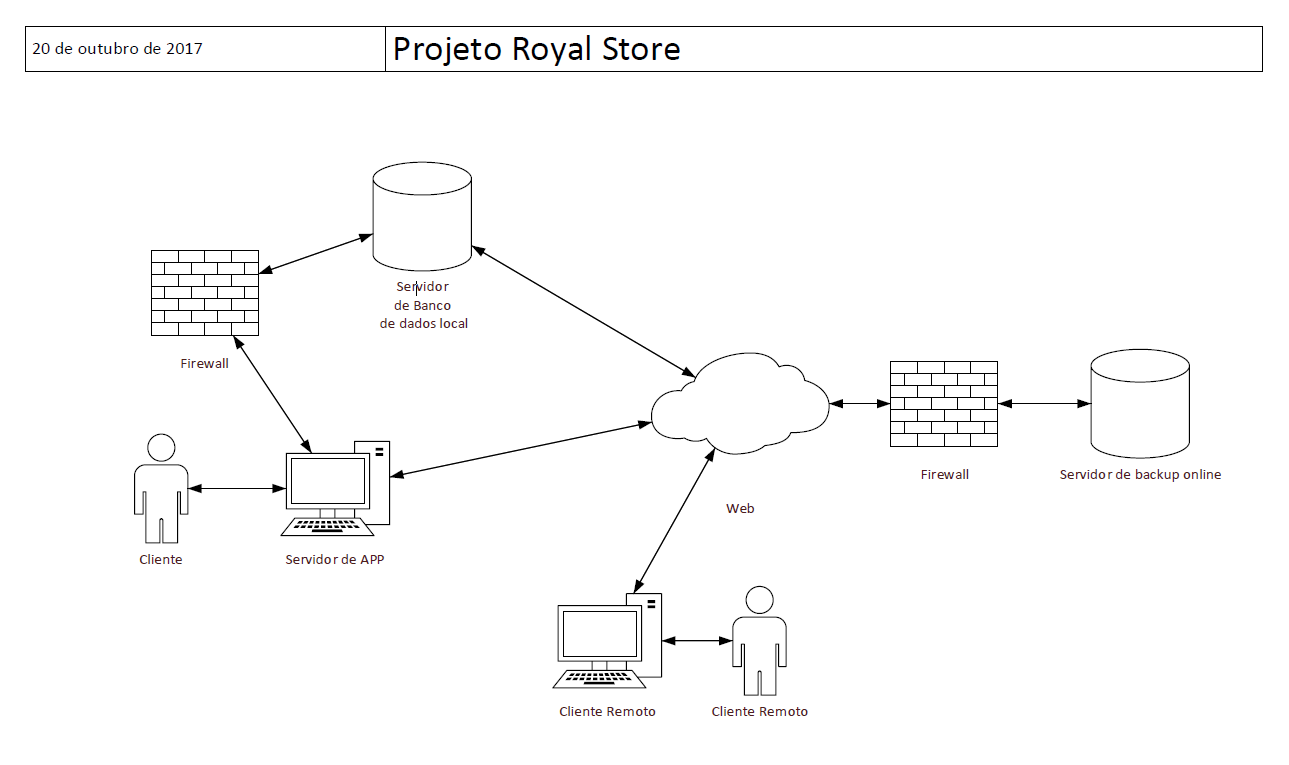 20 de outubro de 2017
Projeto Royal Store
Servidor
de Banco
de dados local
Firewall
Firewall
Servidor de backup online
Web
Cliente
Servidor de APP
Cliente Remoto
Cliente Remoto